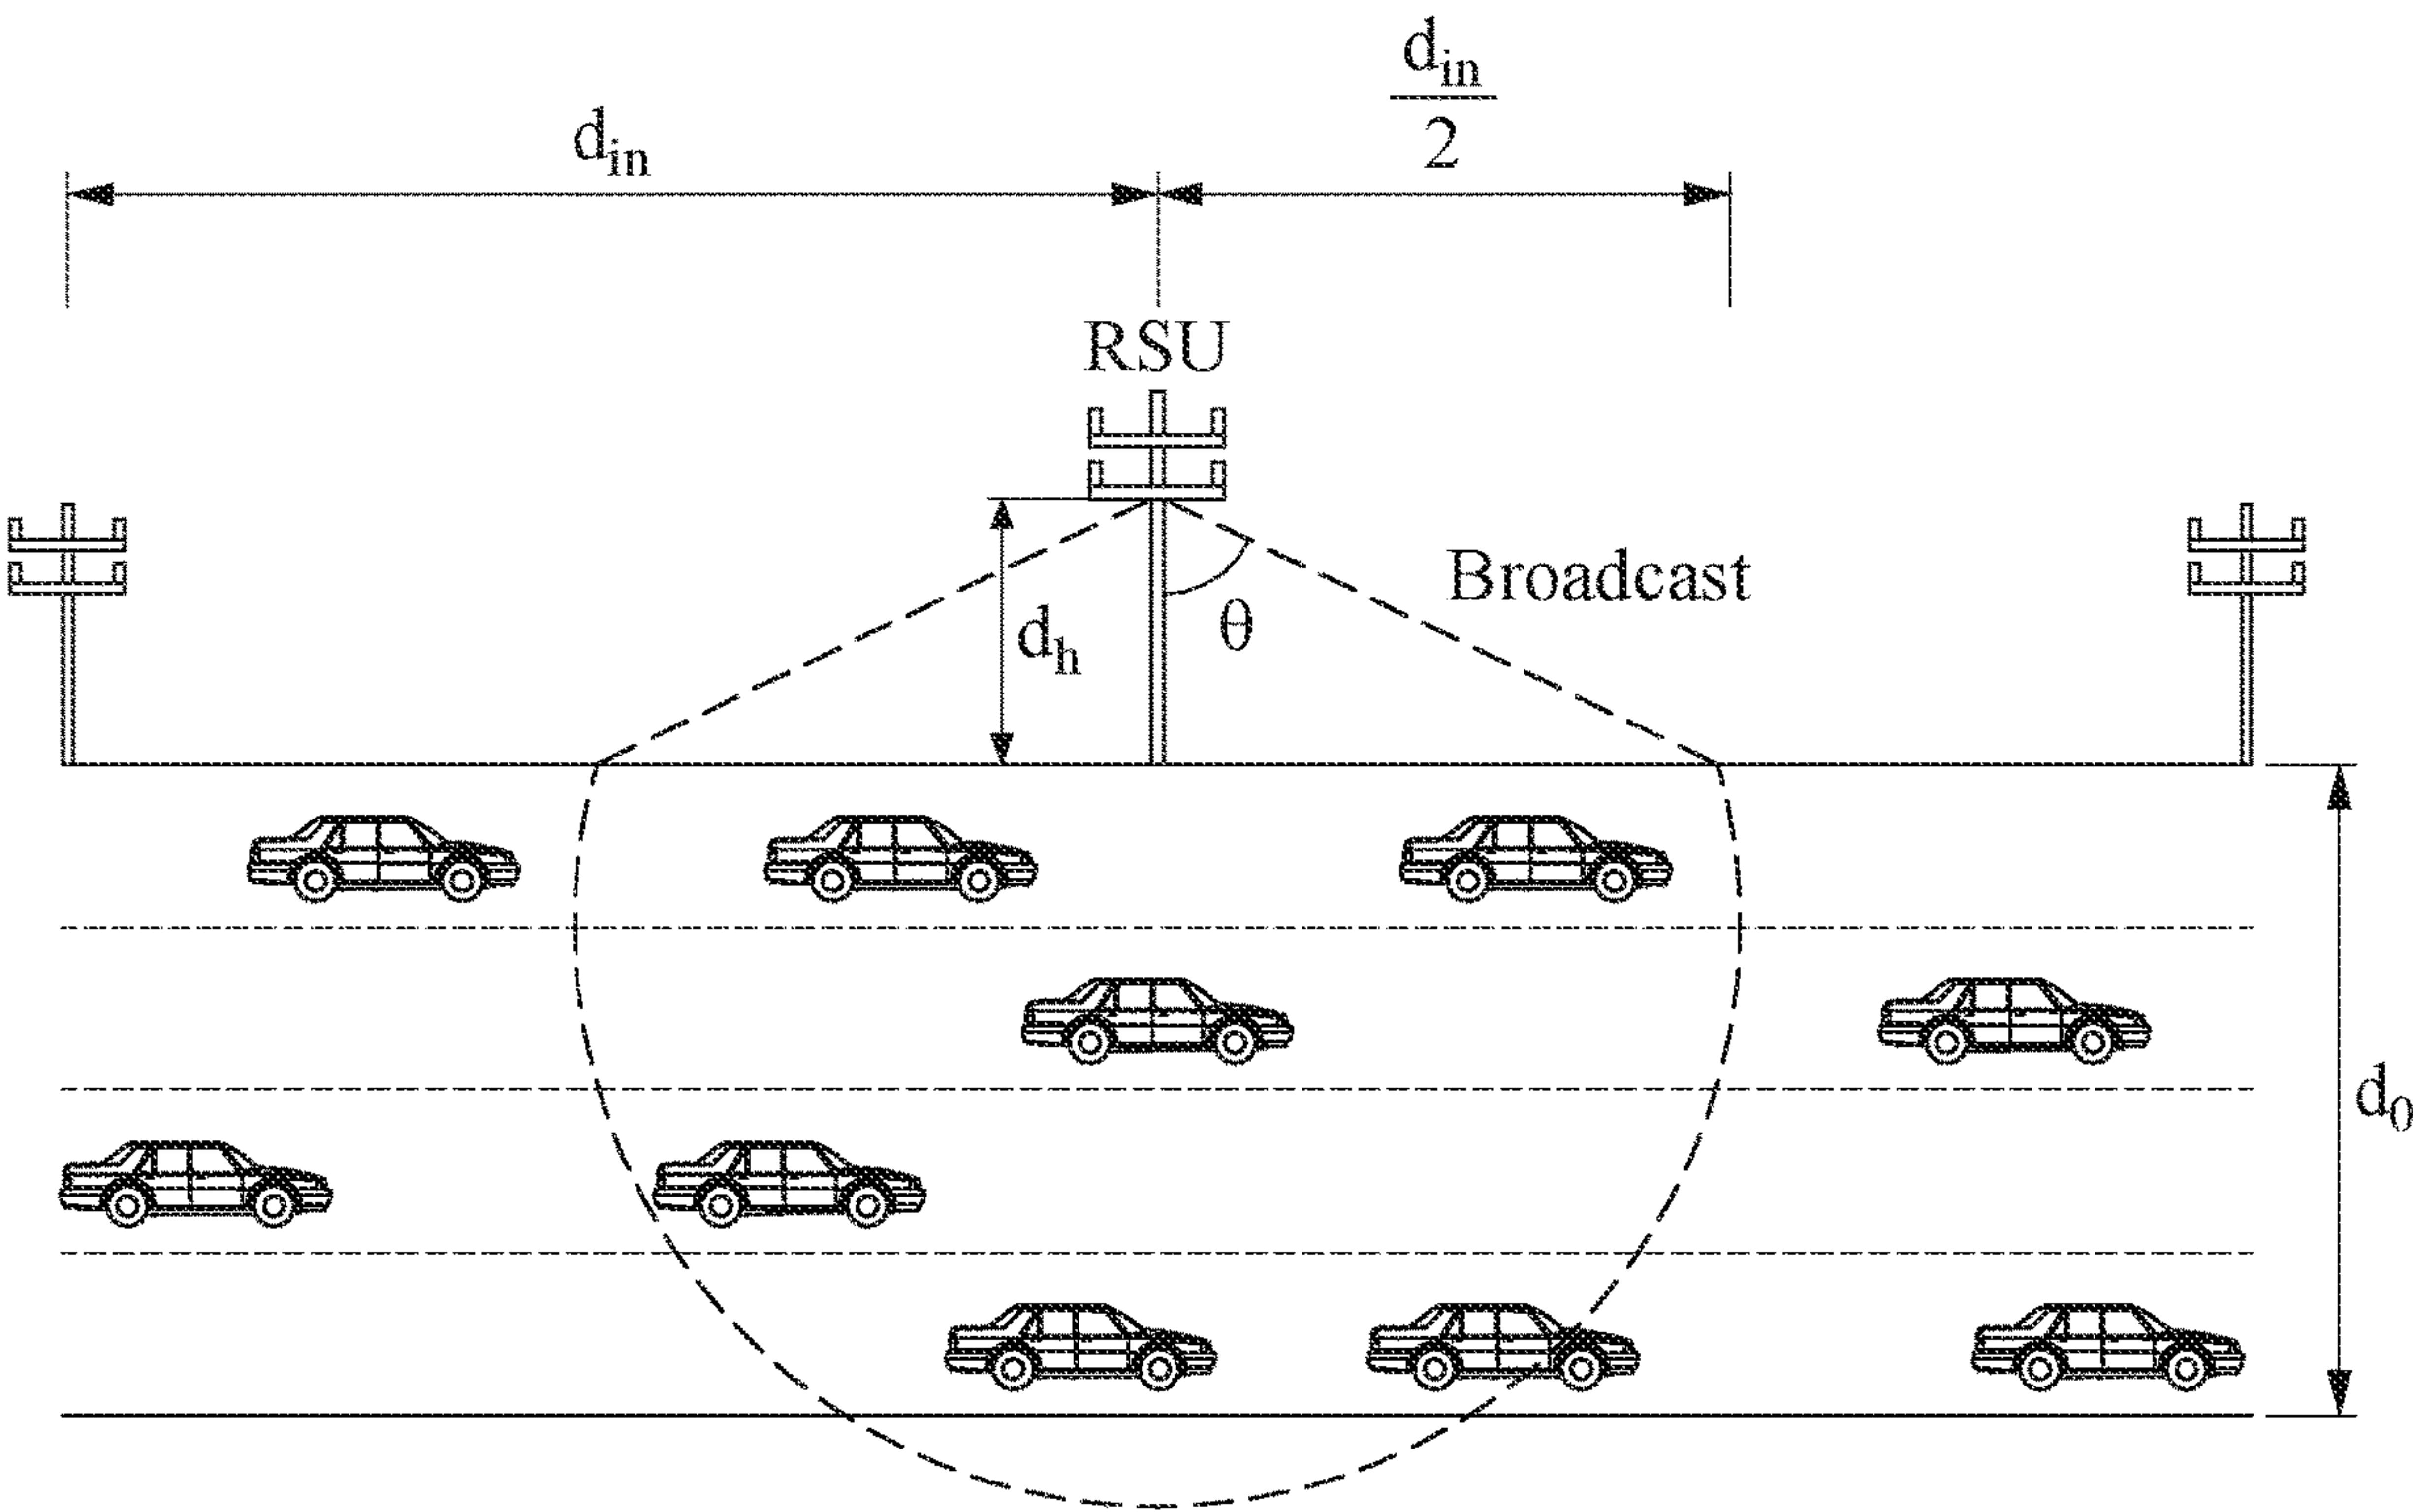 d_in
d_in
2
RSU
Broadcast
d_h
θ
d_0